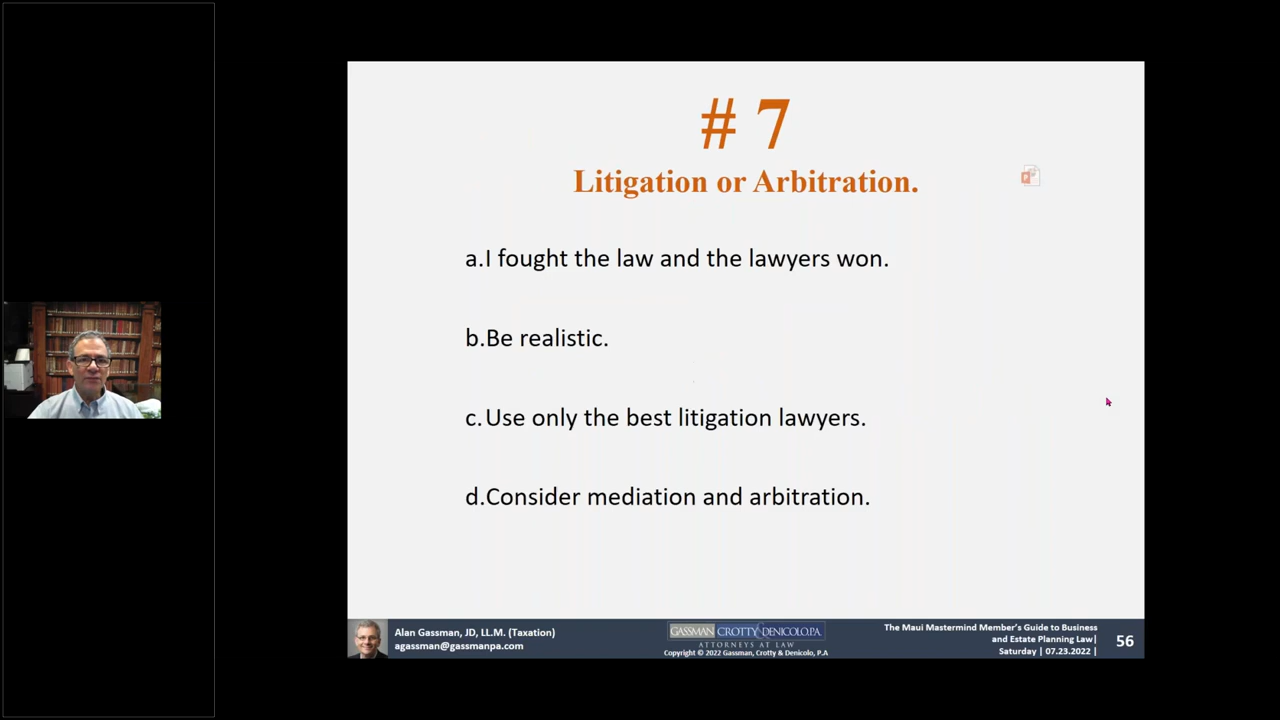 # 7
Litigation or Arbitration.
a.I fought the law and the lawyers won.
b.Be realistic.
c. Use only the best litigation lawyers.
d.Consider mediation and arbitration.
Alan Gassman, JD, LL.M. (Taxation)
agassman@gassmanpa.com
GASSMAN CROTTY & DENICOLO, P.A.
ATTORNEYS AT LAW
Copyright © 2022 Gassman, Crotty & Denicolo, P.A
The Maui Mastermind Member's Guide to Business
and Estate Planning Law|
Saturday | 07.23.2022 |
56